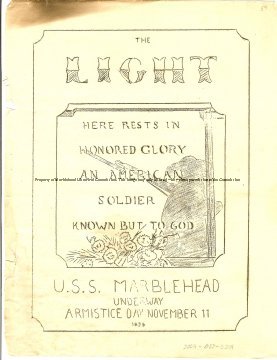 THE
LIGHT
HERE RESTS IN
HONORED GLORY
AN AMERICAN
SOLDIER
KNOWN BUT TO GOD
U.S.S. MARBLEHEAD
UNDERWAY
ARMISTICE DAY NOVEMBER 11